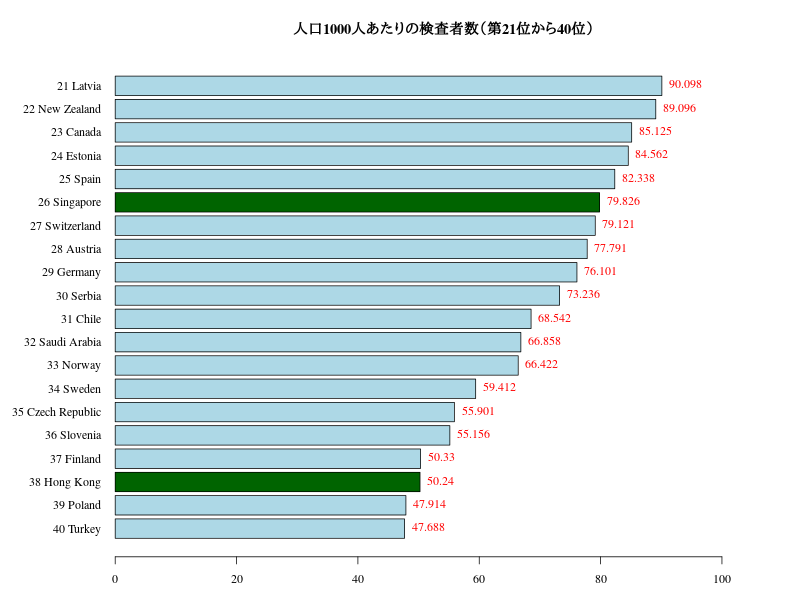 人口1000人あたりの検査者数（第21位から40位）
21 Latvia 90.098
22 New Zealand 89.096
23 Canada 85.125
24 Estonia 84.562
25 Spain 82.338
26 Singapore 79.826
27 Switzerland 79.121
28 Austria 77.791
29 Germany 76.101
30 Serbia 73.236
31 Chile 68.542
32 Saudi Arabia 66.858
33 Norway 66.422
34 Sweden 59.412
35 Czech Republic 55.901
36 Slovenia 55.156
37 Finland 50.33
38 Hong Kong 50.24
39 Poland 47.914
40 Turkey 47.688
0 20 40 60 80 100